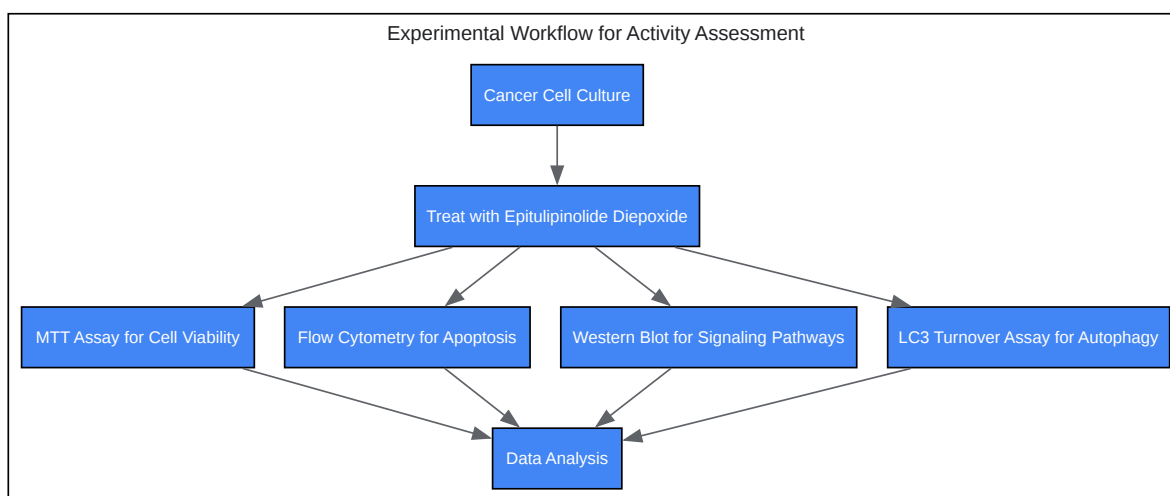 Experimental Workflow for Activity Assessment
Cancer Cell Culture
Treat with Epitulipinolide Diepoxide
MTT Assay for Cell Viability
Flow Cytometry for Apoptosis
Western Blot for Signaling Pathways
LC3 Turnover Assay for Autophagy
Data Analysis